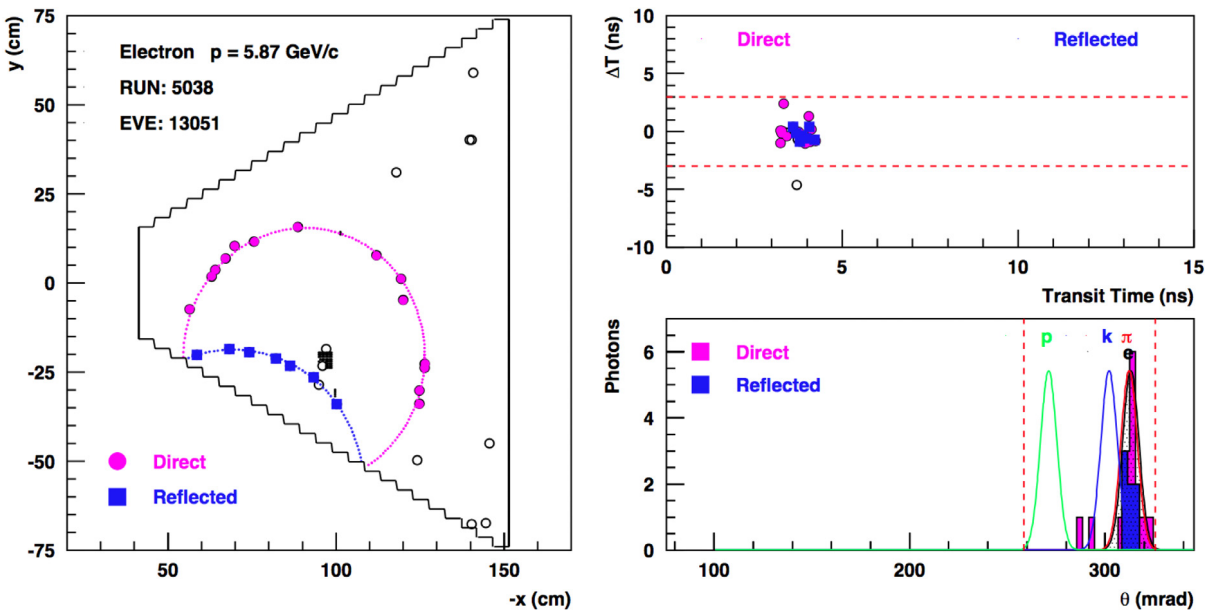 y (cm)
75
50
25
0
-25
-50
-75
Electron p = 5.87 GeV/c
RUN: 5038
EVE: 13051
Direct
Reflected
50
100
150
-x (cm)
ΔT (ns)
10
5
0
-5
-10
Direct
Reflected
0
5
10
15
Transit Time (ns)
Photons
6
4
2
0
Direct
Reflected
p
k
π
e
100
200
300
θ (mrad)